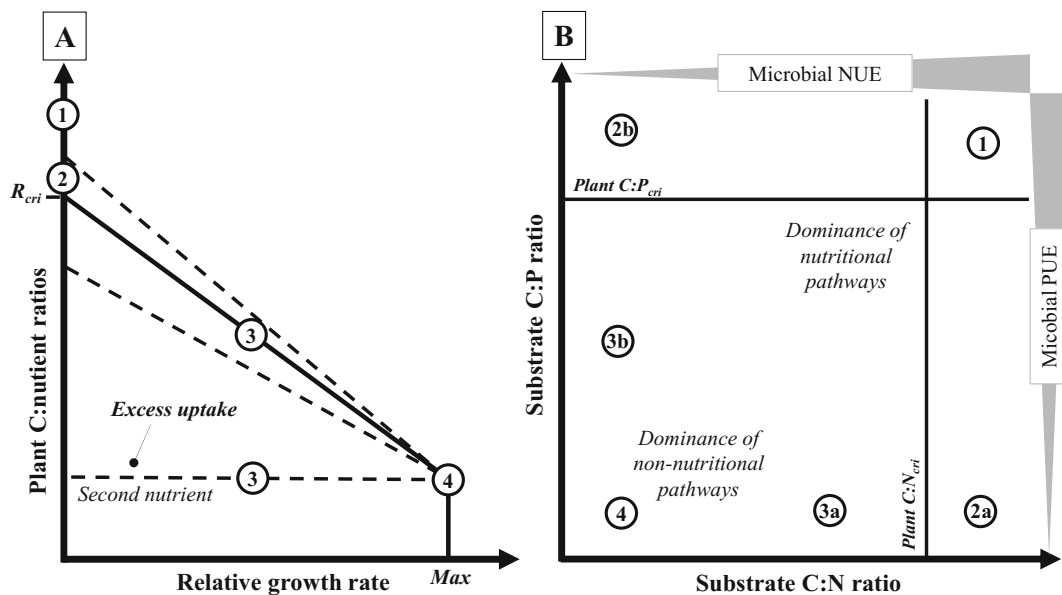 A
1
2
R_cri
3
Excess uptake
3
Second nutrient
4
Plant C:nutient ratios
Relative growth rate
Max
B
Microbial NUE
2b
1
Plant C:P_cri
Dominance of
nutritional
pathways
3b
Dominance of
non-nutritional
pathways
4
3a
2a
Plant C:N_cri
Micobial PUE
Substrate C:P ratio
Substrate C:N ratio